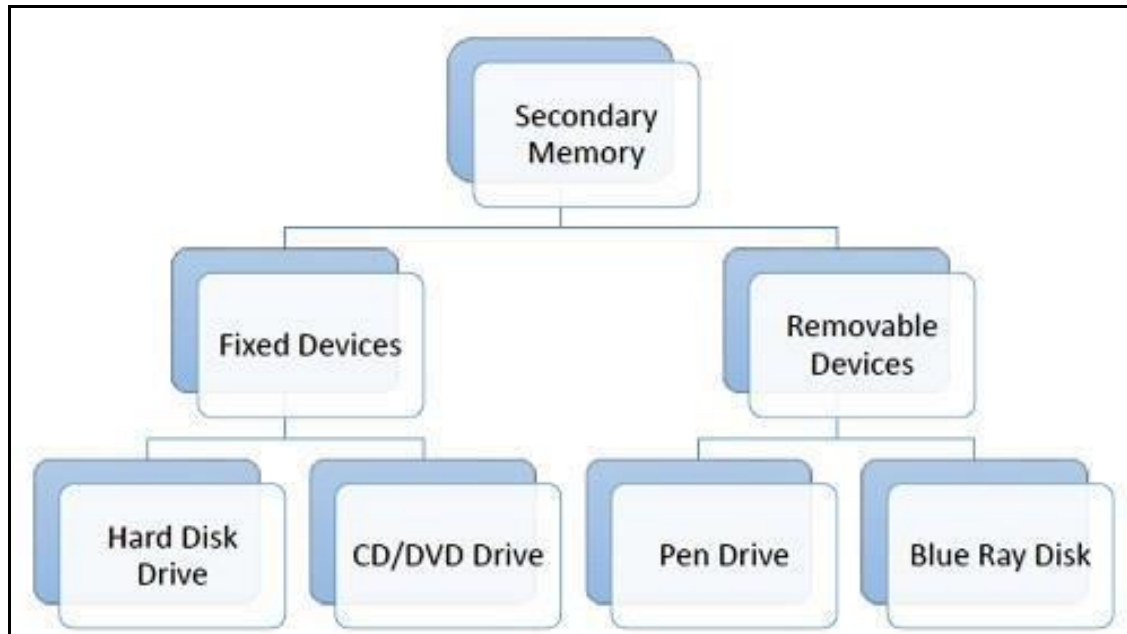 Secondary
Memory
Fixed Devices
Removable
Devices
Hard Disk
Drive
CD/DVD Drive
Pen Drive
Blue Ray Disk